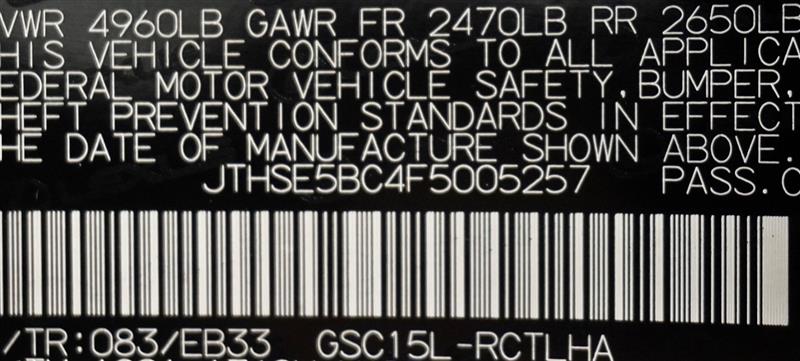 VWR 4960LB GAWR FR 2470LB RR 2650LB
HIS VEHICLE CONFORMS TO ALL APPLICA
EDERAL MOTOR VEHICLE SAFETY,BUMPER,
HEFT PREVENTION STANDARDS IN EFFECT
HE DATE OF MANUFACTURE SHOWN ABOVE.
JTHSE5BC4F5005257 PASS.C
/TR:083/EB33 GSC15L-RCTLHA